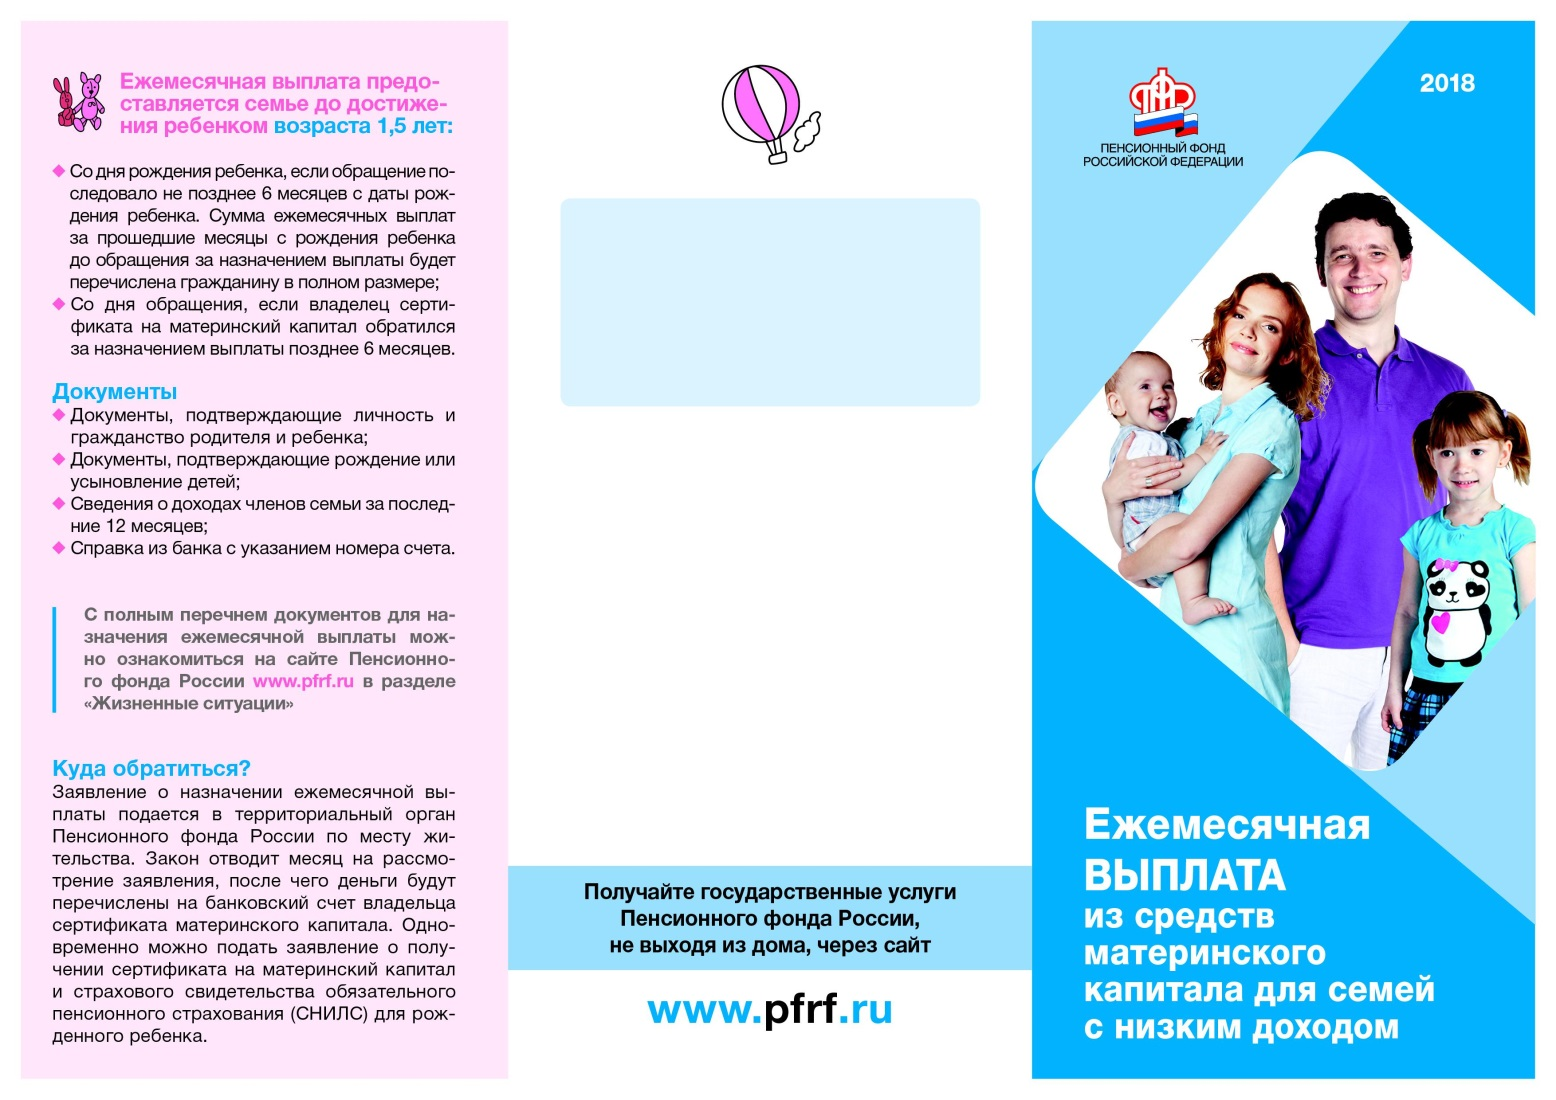 Ежемесячная выплата предо-
ставляется семье до достиже-
ния ребенком возраста 1,5 лет:
Со дня рождения ребенка, если обращение по-
следовало не позднее 6 месяцев с даты рож-
дения ребенка. Сумма ежемесячных выплат
за прошедшие месяцы с рождения ребенка
до обращения за назначением выплаты будет
перечислена гражданину в полном размере;
Со дня обращения, если владелец серти-
фиката на материнский капитал обратился
за назначением выплаты позднее 6 месяцев.
Документы
Документы, подтверждающие личность и
гражданство родителя и ребенка;
Документы, подтверждающие рождение или
усыновление детей;
Сведения о доходах членов семьи за послед-
ние 12 месяцев;
Справка из банка с указанием номера счета.
С полным перечнем документов для на-
значения ежемесячной выплаты мож-
но ознакомиться на сайте Пенсионно-
го фонда России www.pfrf.ru в разделе
«Жизненные ситуации»
Куда обратиться?
Заявление о назначении ежемесячной вы-
платы подается в территориальный орган
Пенсионного фонда России по месту жи-
тельства. Закон отводит месяц на рассмо-
трение заявления, после чего деньги будут
перечислены на банковский счет владельца
сертификата материнского капитала. Одно-
временно можно подать заявление о полу-
чении сертификата на материнский капитал
и страхового свидетельства обязательного
пенсионного страхования (СНИЛС) для рож-
денного ребенка.
Получайте государственные услуги
Пенсионного фонда России,
не выходя из дома, через сайт
www.pfrf.ru
2018
ПФР
ПЕНСИОННЫЙ ФОНД
РОССИЙСКОЙ ФЕДЕРАЦИИ
Ежемесячная
ВЫПЛАТА
из средств
материнского
капитала для семей
с низким доходом